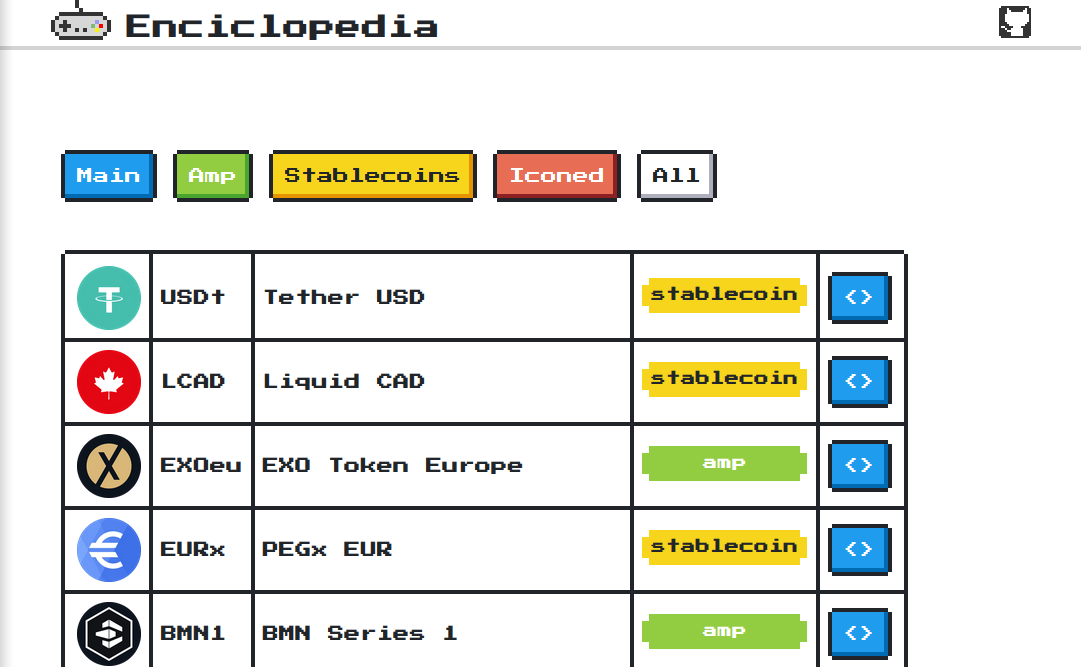 Enciclopedia
Main Amp Stablecoins Iconed All
USDt Tether USD stablecoin <>
LCAD Liquid CAD stablecoin <>
EXOeu EXO Token Europe amp <>
EURx PEGx EUR stablecoin <>
BMN1 BMN Series 1 amp <>